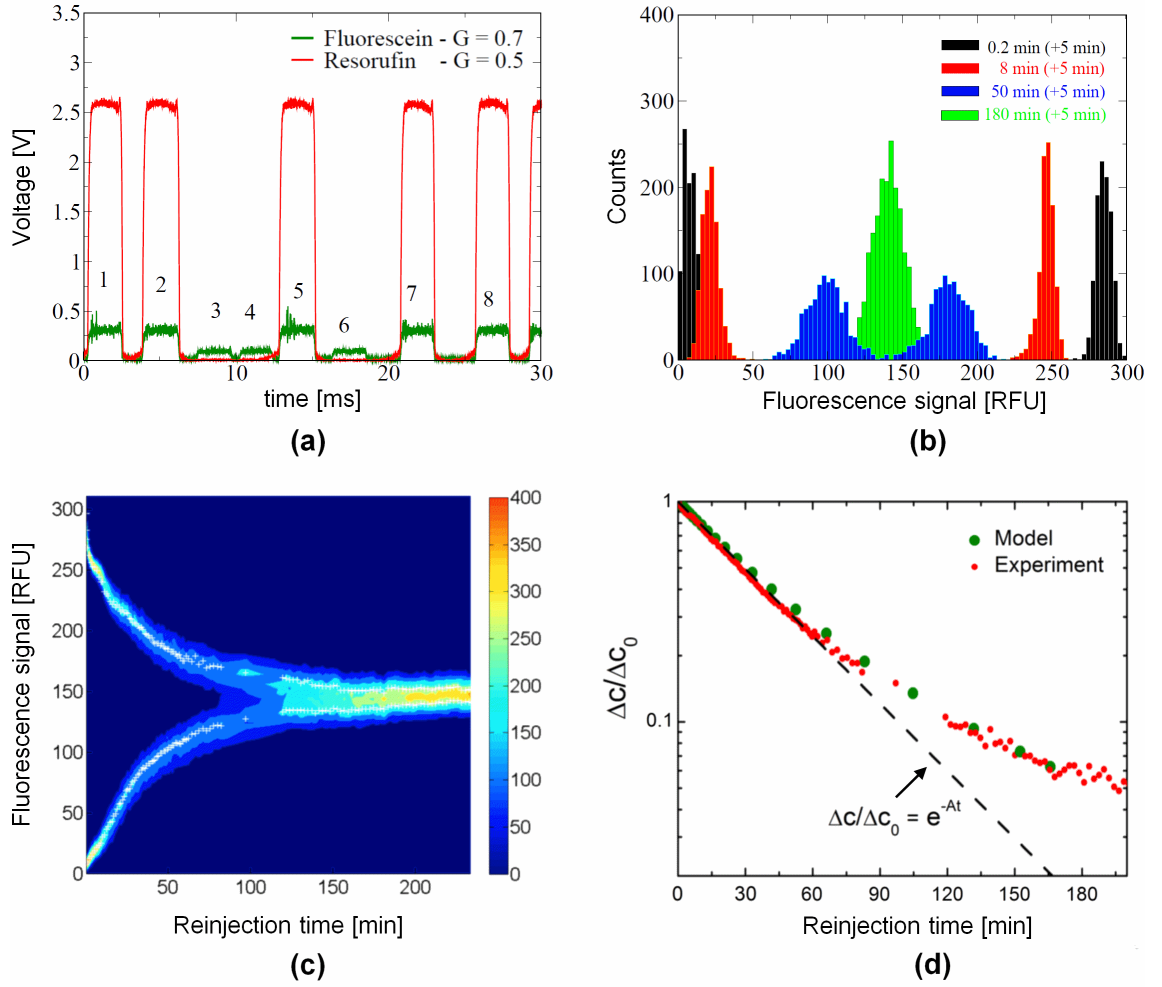 3.5
3
2.5
2
1.5
1
0.5
0
Voltage [V]
Fluorescein - G = 0.7
Resorufin - G = 0.5
1
2
3
4
5
6
7
8
0
10
20
30
time [ms]
(a)
400
300
200
100
0
Counts
0.2 min (+5 min)
8 min (+5 min)
50 min (+5 min)
180 min (+5 min)
0
50
100
150
200
250
300
Fluorescence signal [RFU]
(b)
300
250
200
150
100
50
0
Fluorescence signal [RFU]
400
350
300
250
200
150
100
50
0
50
100
150
200
Reinjection time [min]
(c)
1
0.1
Δc/Δc0
Model
Experiment
Δc/Δc0 = e-At
0
30
60
90
120
150
180
Reinjection time [min]
(d)